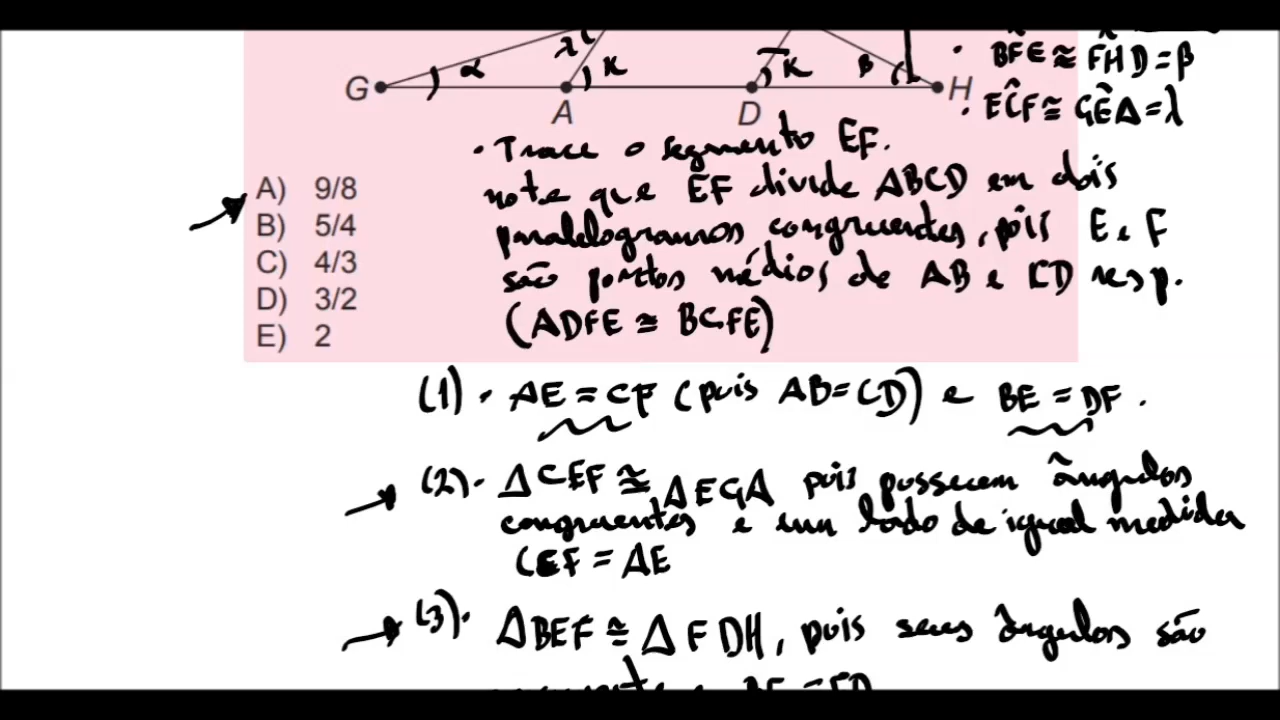 BF̂E ≅ FĤD = β
λ
G α K K β H
• EĈF ≅ GÊA = λ
A D
• Trace o segmento EF.
A) 9/8
note que EF divide ABCD em dois
B) 5/4
paralelogramos congruentes, pois E e F
C) 4/3
são pontos médios de AB e CD resp.
D) 3/2
(ADFE ≅ BCFE)
E) 2
(1) • AE = CF (pois AB = CD) e BE = DF.
(2) • ΔCEF ≅ ΔEGA pois possuem ângulos
congruentes e um lado de igual medida
CF = AE
(3) • ΔBEF ≅ ΔFDH, pois seus ângulos são